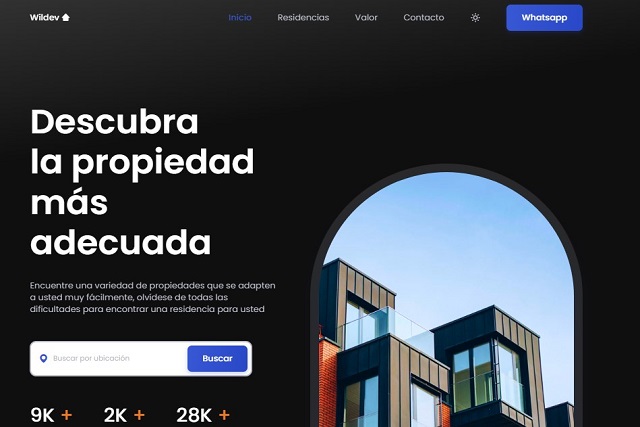 Wildev
Inicio Residencias Valor Contacto Whatsapp
Descubra
la propiedad
más
adecuada
Encuentre una variedad de propiedades que se adapten
a usted muy fácilmente, olvídese de todas las
dificultades para encontrar una residencia para usted
Buscar por ubicación Buscar
9K + 2K + 28K +